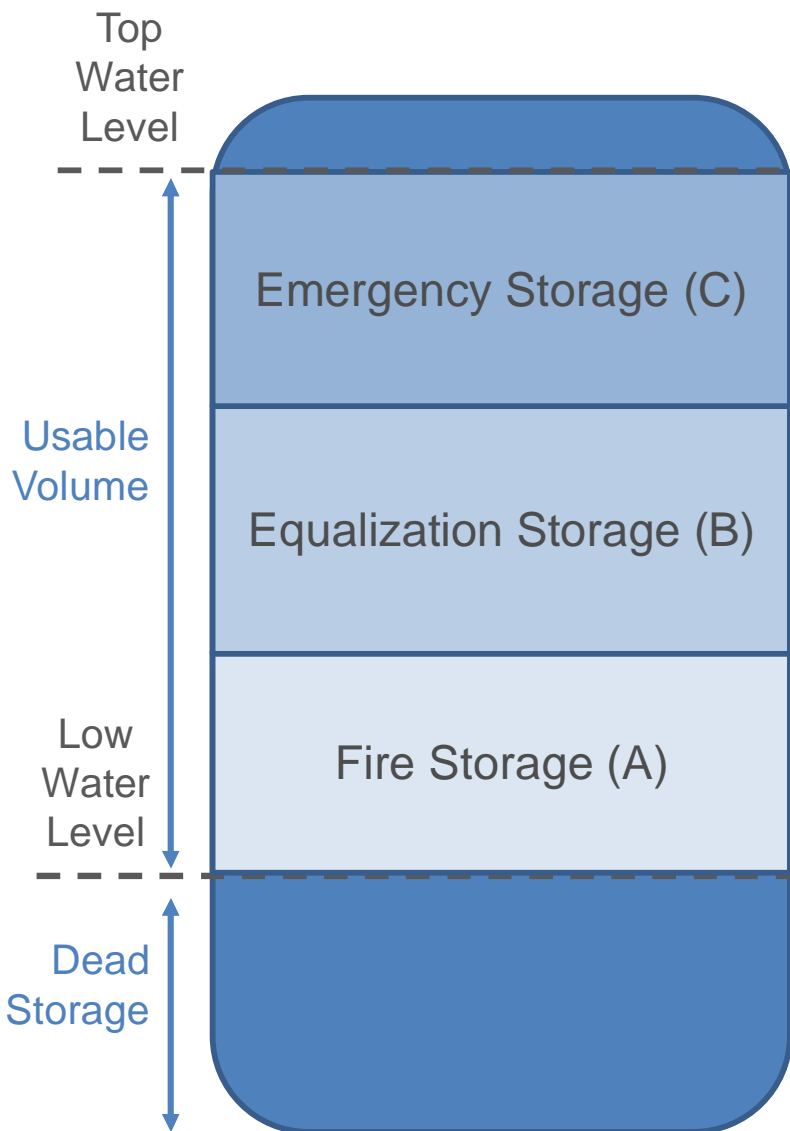 Top
Water
Level
Emergency Storage (C)
Usable
Volume
Equalization Storage (B)
Low
Water
Level
Fire Storage (A)
Dead
Storage